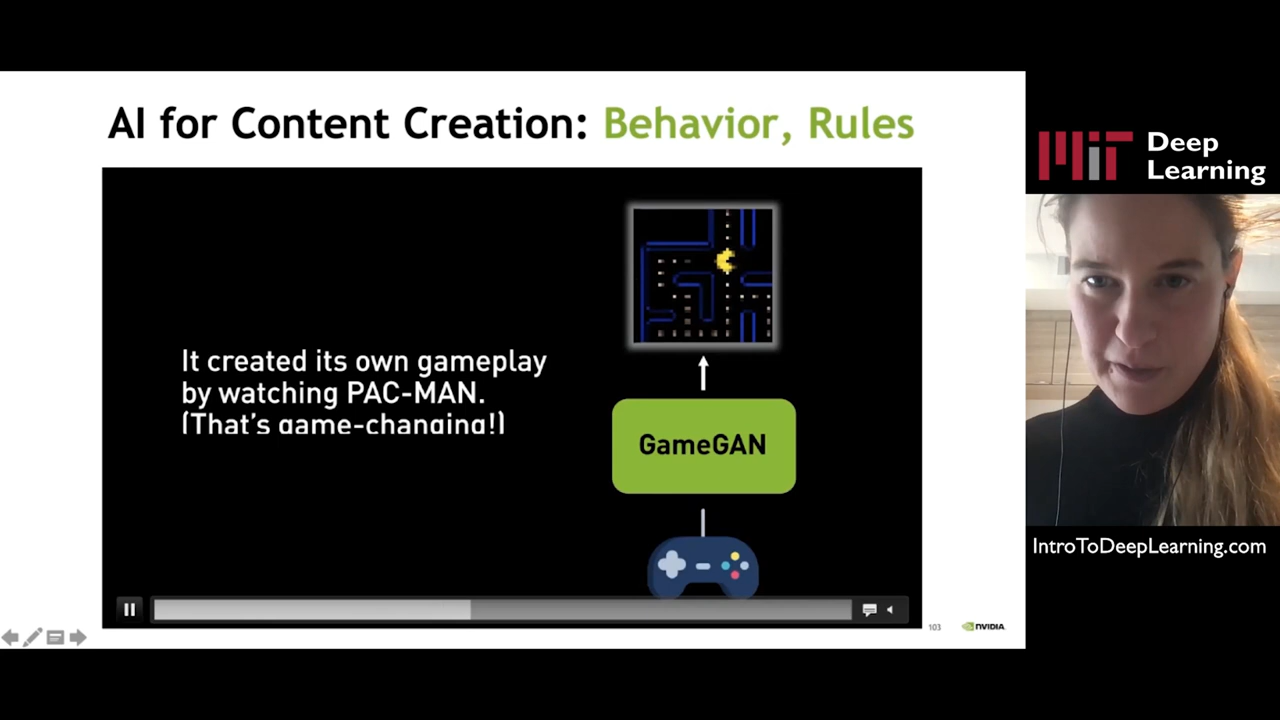 AI for Content Creation: Behavior, Rules
It created its own gameplay
by watching PAC-MAN.
(That's game-changing!)
GameGAN
103
NVIDIA
MIT
Deep
Learning
IntroToDeepLearning.com